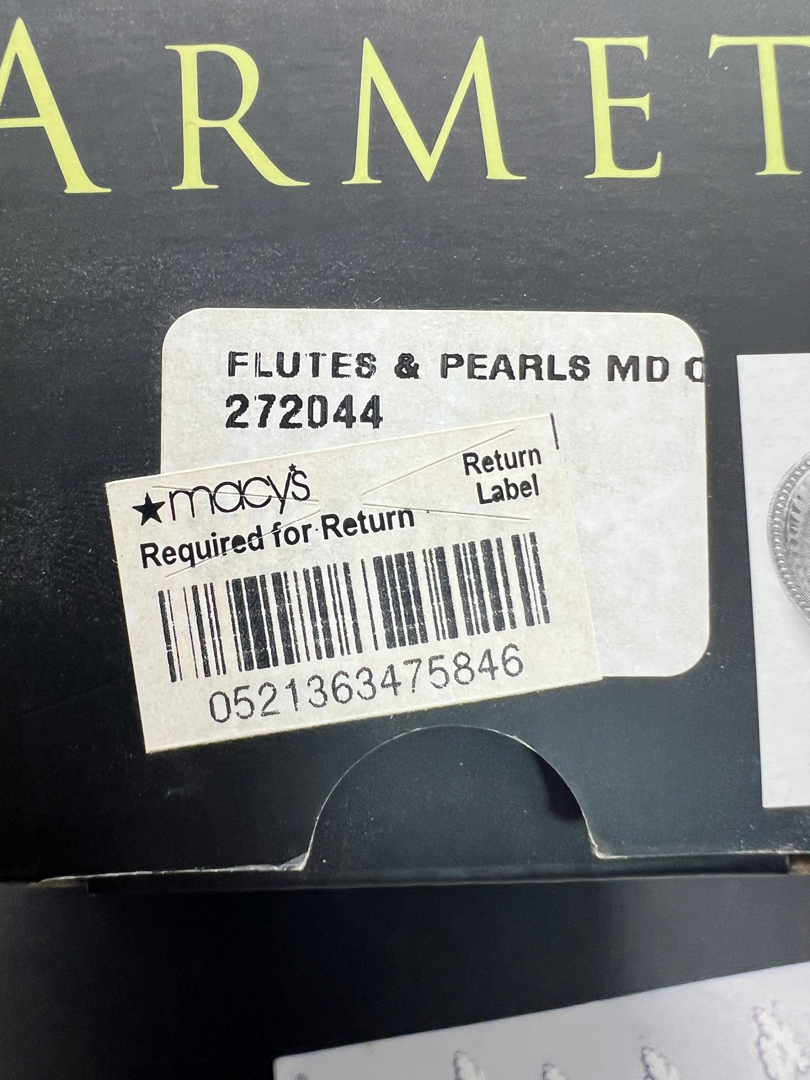 ARMET
FLUTES & PEARLS MD
272044
★macy's
Return
Label
Required for Return
0521363475846